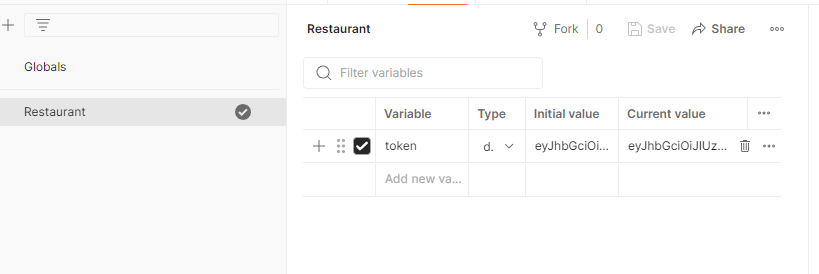 Globals
Restaurant
Restaurant
Fork 0 Save Share
Filter variables
Variable Type Initial value Current value
token d. eyJhbGciOi... eyJhbGciOiJIUz...
Add new va...